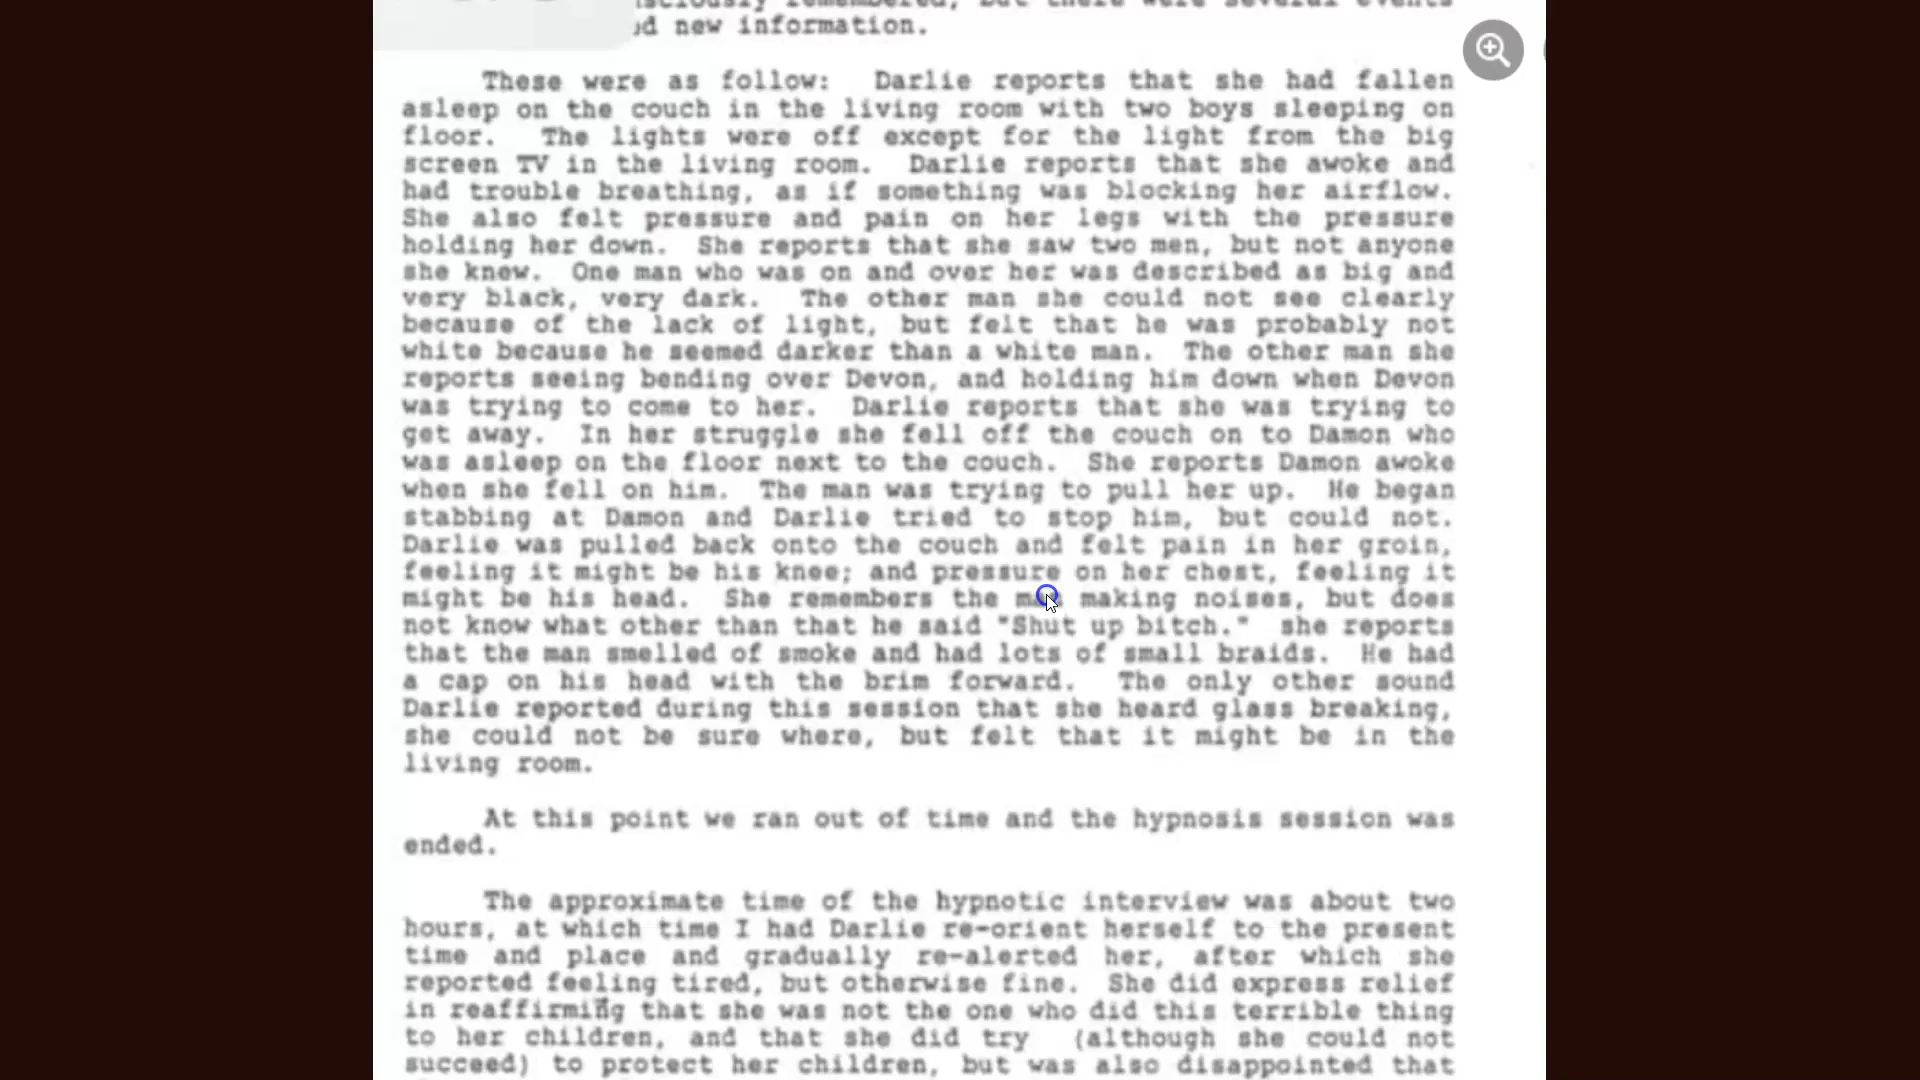 remembered, but there were several events
new information.
These were as follow: Darlie reports that she had fallen
asleep on the couch in the living room with two boys sleeping on
floor. The lights were off except for the light from the big
screen TV in the living room. Darlie reports that she awoke and
had trouble breathing, as if something was blocking her airflow.
She also felt pressure and pain on her legs with the pressure
holding her down. She reports that she saw two men, but not anyone
she knew. One man who was on and over her was described as big and
very black, very dark. The other man she could not see clearly
because of the lack of light, but felt that he was probably not
white because he seemed darker than a white man. The other man she
reports seeing bending over Devon, and holding him down when Devon
was trying to come to her. Darlie reports that she was trying to
get away. In her struggle she fell off the couch on to Damon who
was asleep on the floor next to the couch. She reports Damon awoke
when she fell on him. The man was trying to pull her up. He began
stabbing at Damon and Darlie tried to stop him, but could not.
Darlie was pulled back onto the couch and felt pain in her groin,
feeling it might be his knee; and pressure on her chest, feeling it
might be his head. She remembers the man making noises, but does
not know what other than that he said "Shut up bitch." she reports
that the man smelled of smoke and had lots of small braids. He had
a cap on his head with the brim forward. The only other sound
Darlie reported during this session that she heard glass breaking,
she could not be sure where, but felt that it might be in the
living room.
At this point we ran out of time and the hypnosis session was
ended.
The approximate time of the hypnotic interview was about two
hours, at which time I had Darlie re-orient herself to the present
time and place and gradually re-alerted her, after which she
reported feeling tired, but otherwise fine. She did express relief
in reaffirming that she was not the one who did this terrible thing
to her children, and that she did try (although she could not
succeed) to protect her children, but was also disappointed that